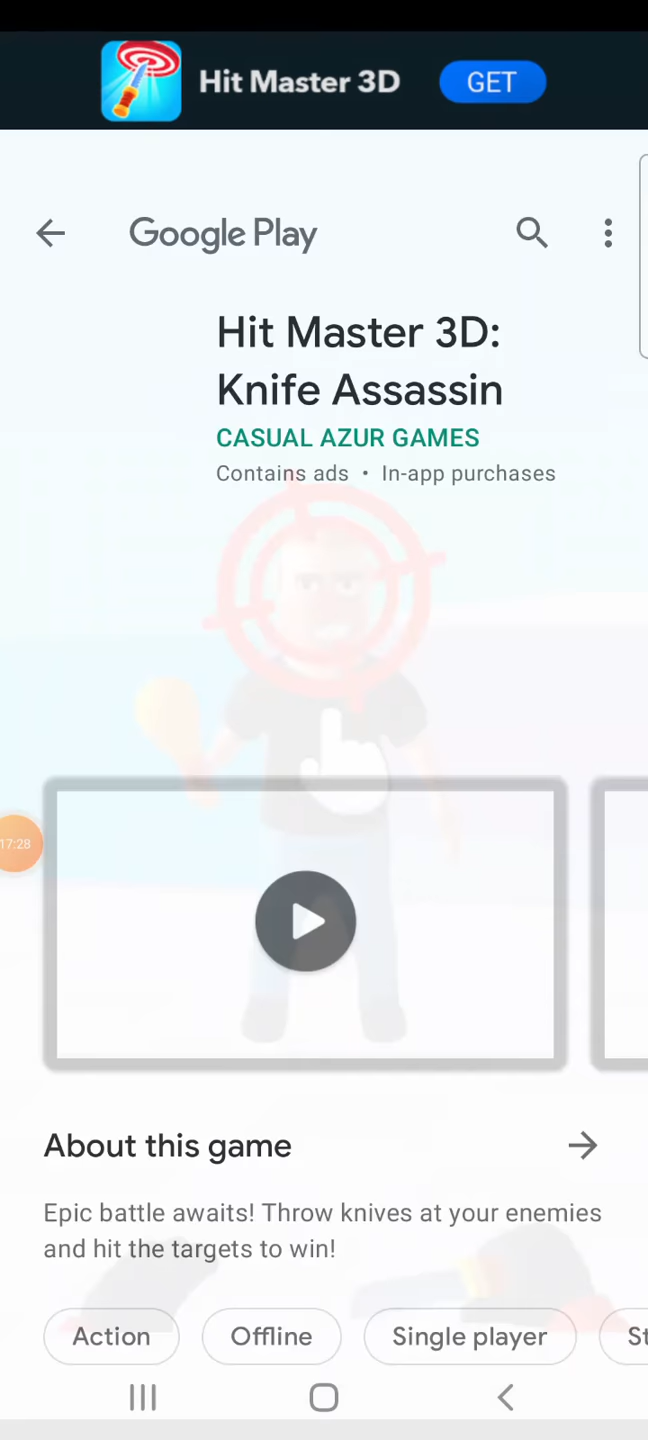 Hit Master 3D
GET
Google Play
Hit Master 3D:
Knife Assassin
CASUAL AZUR GAMES
Contains ads • In-app purchases
17:28
About this game
Epic battle awaits! Throw knives at your enemies
and hit the targets to win!
Action
Offline
Single player
St